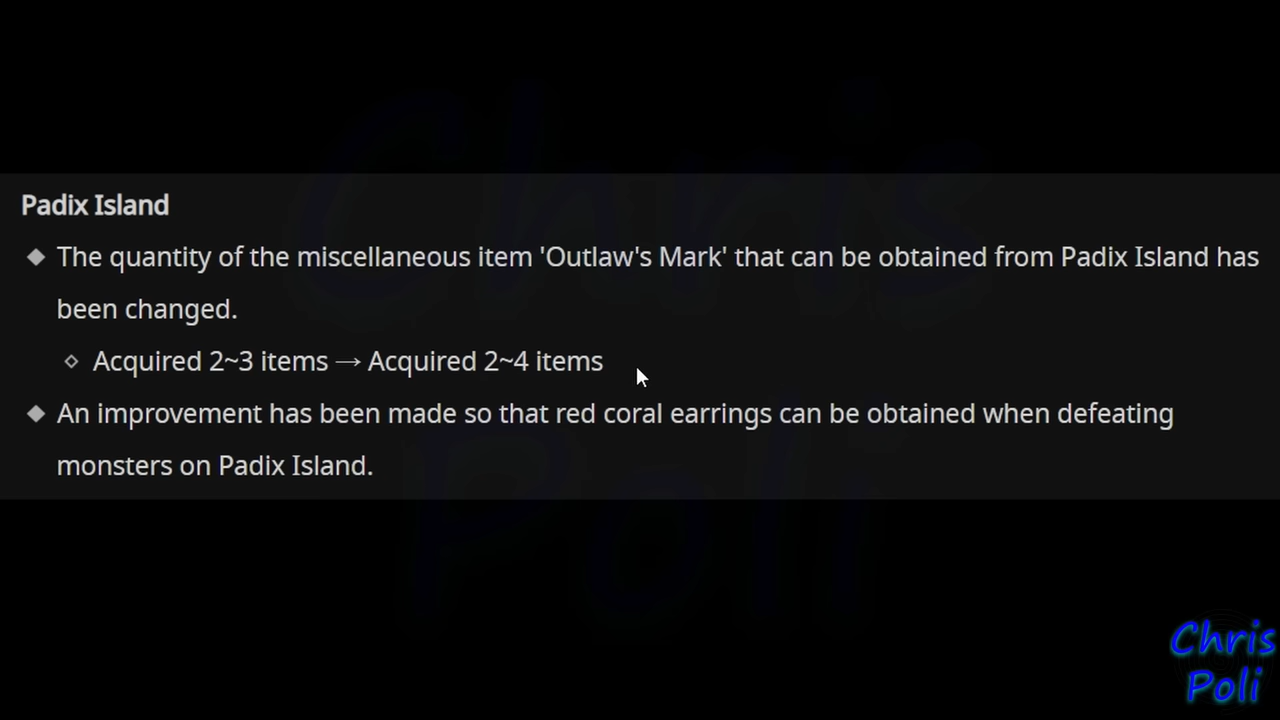 Padix Island
◆ The quantity of the miscellaneous item 'Outlaw's Mark' that can be obtained from Padix Island has
been changed.
◇ Acquired 2~3 items → Acquired 2~4 items
◆ An improvement has been made so that red coral earrings can be obtained when defeating
monsters on Padix Island.
Chris
Poli
Chris
Poli